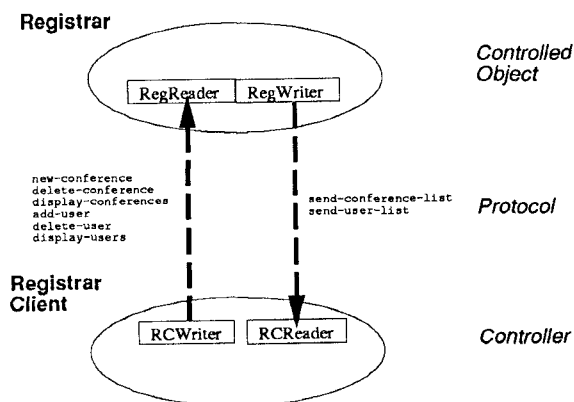 Registrar
Controlled
Object
RegReader
RegWriter
new-conference
delete-conference
display-conferences
add-user
delete-user
display-users
send-conference-list
send-user-list
Protocol
Registrar
Client
RCWriter
RCReader
Controller